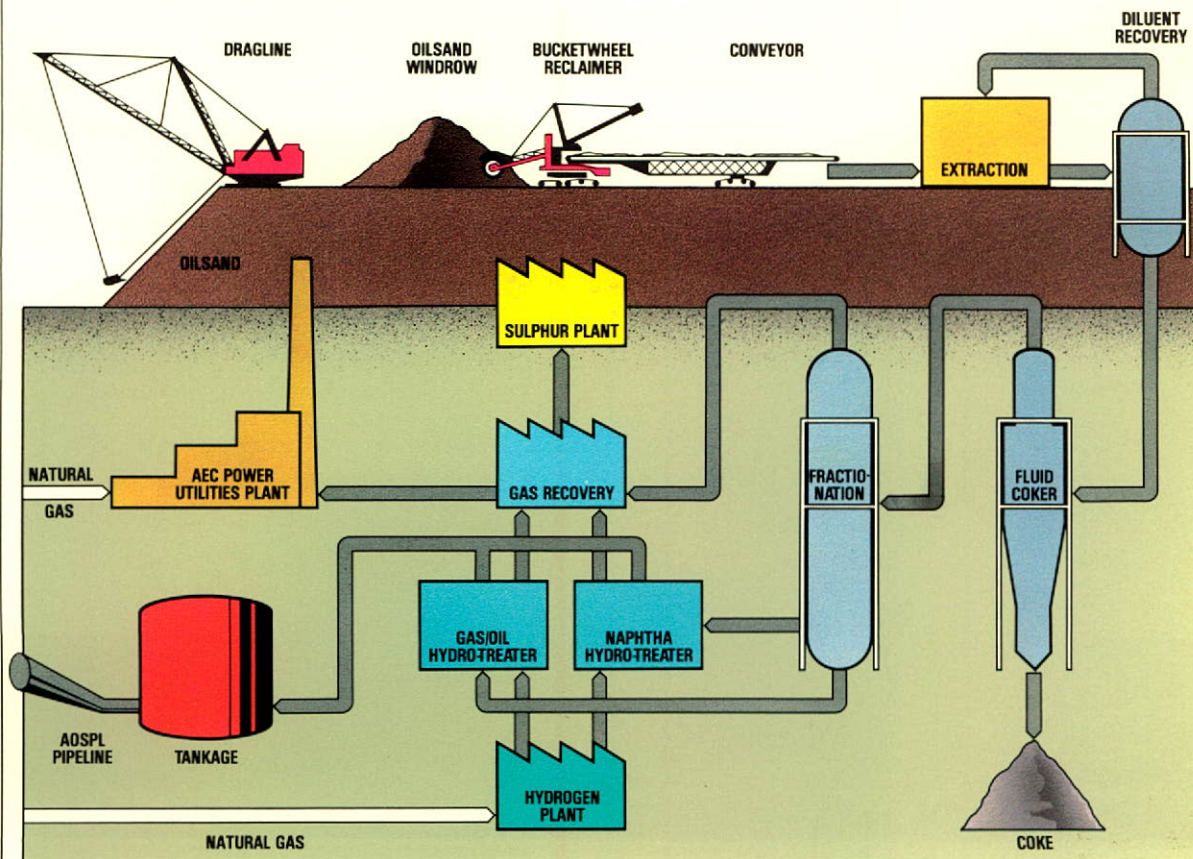 DILUENT
RECOVERY
DRAGLINE
OILSAND
WINDROW
BUCKETWHEEL
RECLAIMER
CONVEYOR
EXTRACTION
OILSAND
SULPHUR PLANT
NATURAL
GAS
AEC POWER
UTILITIES PLANT
GAS RECOVERY
FRACTIO-
NATION
FLUID
COKER
GAS/OIL
HYDRO-TREATER
NAPHTHA
HYDRO-TREATER
AOSPL
PIPELINE
TANKAGE
HYDROGEN
PLANT
NATURAL GAS
COKE